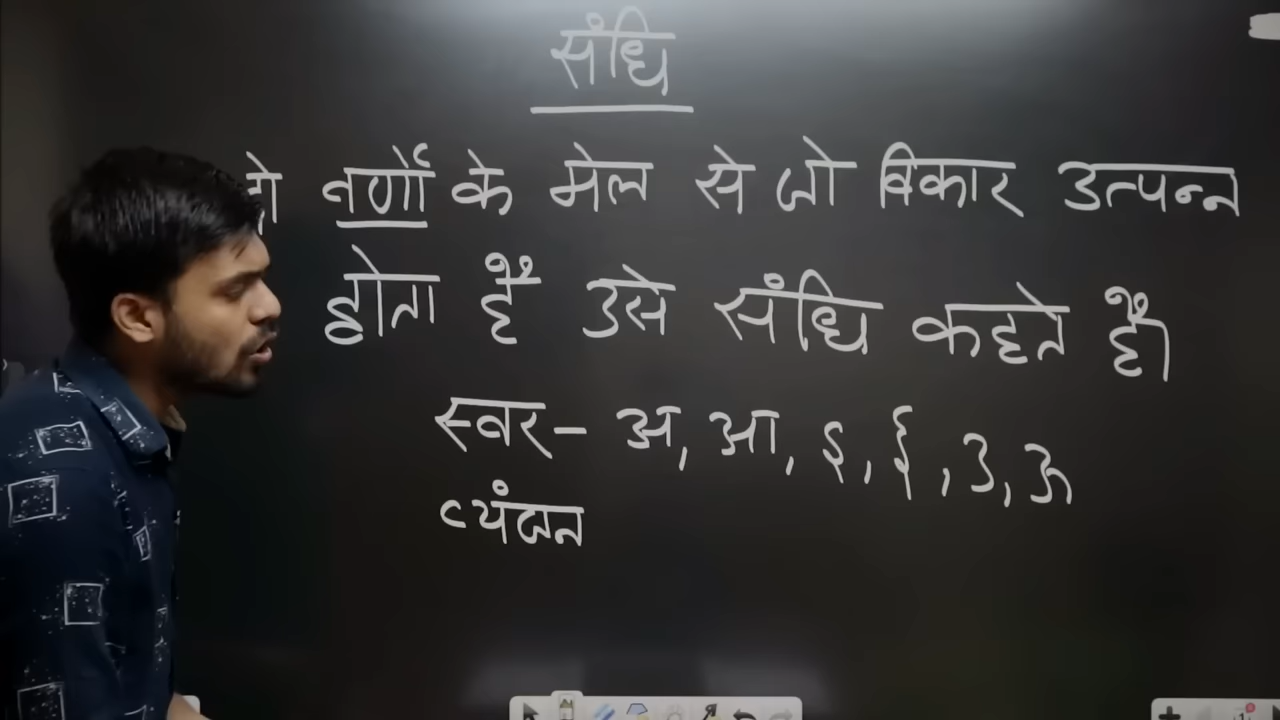 संधि
दो वर्णों के मेल से जो विकार उत्पन्न
होता है उसे संधि कहते है।
स्वर- अ, आ, इ, ई, उ, ऊ
व्यंजन